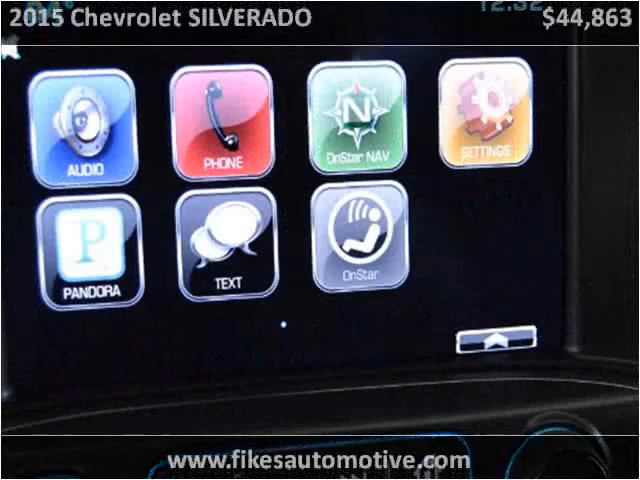 2015 Chevrolet SILVERADO $44,863
AUDIO PHONE OnStar NAV SETTINGS
P
PANDORA TEXT OnStar
www.fikesautomotive.com